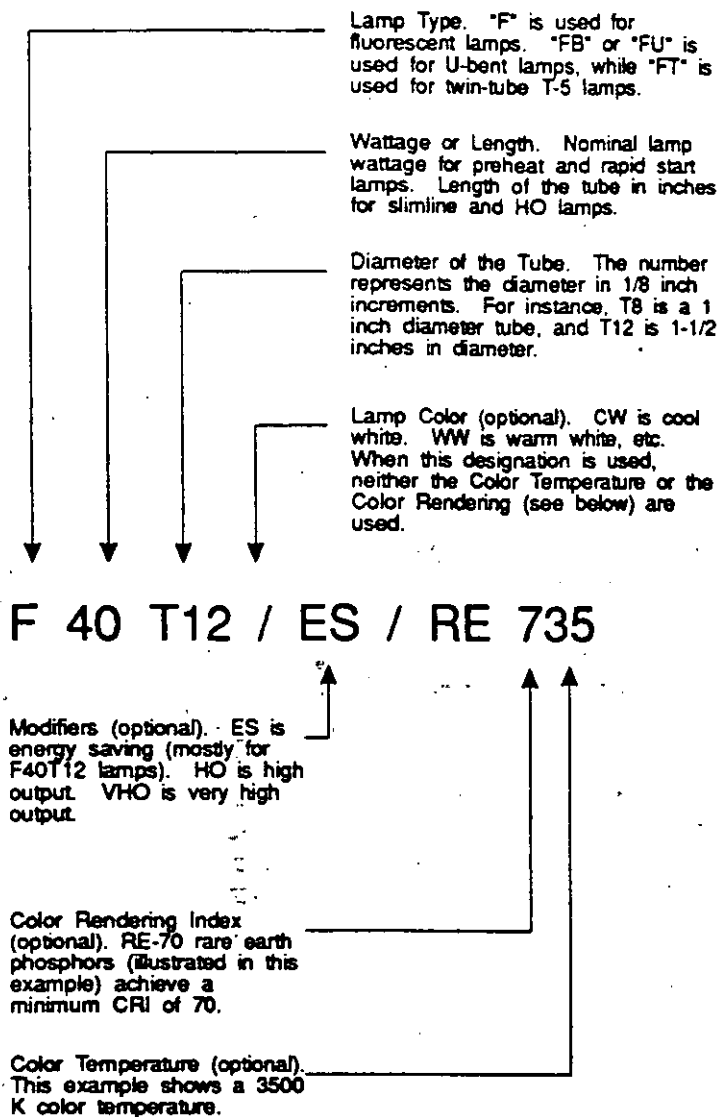 Lamp Type. "F" is used for
fluorescent lamps. "FB" or "FU" is
used for U-bent lamps, while "FT" is
used for twin-tube T-5 lamps.
Wattage or Length. Nominal lamp
wattage for preheat and rapid start
lamps. Length of the tube in inches
for slimline and HO lamps.
Diameter of the Tube. The number
represents the diameter in 1/8 inch
increments. For instance, T8 is a 1
inch diameter tube, and T12 is 1-1/2
inches in diameter.
Lamp Color (optional). CW is cool
white. WW is warm white, etc.
When this designation is used,
neither the Color Temperature or the
Color Rendering (see below) are
used.
F 40 T12 / ES / RE 735
Modifiers (optional). ES is
energy saving (mostly for
F40T12 lamps). HO is high
output. VHO is very high
output.
Color Rendering Index
(optional). RE-70 rare earth
phosphors (illustrated in this
example) achieve a
minimum CRI of 70.
Color Temperature (optional).
This example shows a 3500
K color temperature.